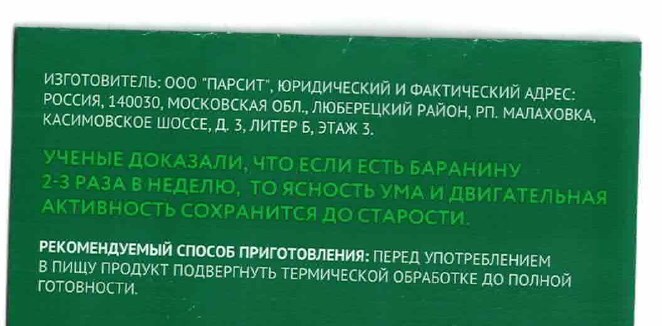 ИЗГОТОВИТЕЛЬ: ООО "ПАРСИТ", ЮРИДИЧЕСКИЙ И ФАКТИЧЕСКИЙ АДРЕС:
РОССИЯ, 140030, МОСКОВСКАЯ ОБЛ., ЛЮБЕРЕЦКИЙ РАЙОН, РП. МАЛАХОВКА,
КАСИМОВСКОЕ ШОССЕ, Д. 3, ЛИТЕР Б, ЭТАЖ 3.
УЧЕНЫЕ ДОКАЗАЛИ, ЧТО ЕСЛИ ЕСТЬ БАРАНИНУ
2-3 РАЗА В НЕДЕЛЮ, ТО ЯСНОСТЬ УМА И ДВИГАТЕЛЬНАЯ
АКТИВНОСТЬ СОХРАНИТСЯ ДО СТАРОСТИ.
РЕКОМЕНДУЕМЫЙ СПОСОБ ПРИГОТОВЛЕНИЯ: ПЕРЕД УПОТРЕБЛЕНИЕМ
В ПИЩУ ПРОДУКТ ПОДВЕРГНУТЬ ТЕРМИЧЕСКОЙ ОБРАБОТКЕ ДО ПОЛНОЙ
ГОТОВНОСТИ.